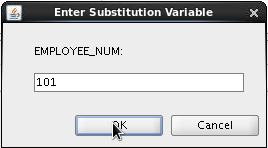 Enter Substitution Variable
EMPLOYEE_NUM:
101
OK
Cancel